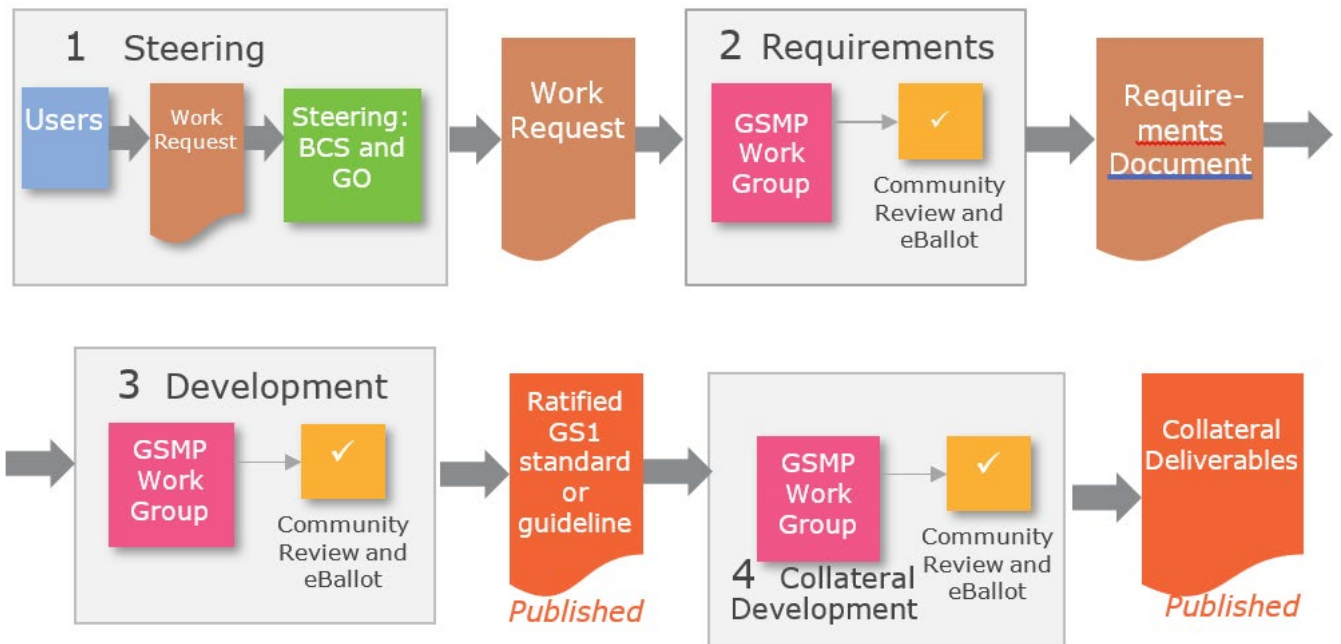 1 Steering
Users
Work
Request
Steering:
BCS and
GO
Work
Request
2 Requirements
GSMP
Work
Group
✓
Community
Review and
eBallot
Require-
ments
Document
3 Development
GSMP
Work
Group
✓
Community
Review and
eBallot
Ratified
GS1
standard
or
guideline
Published
GSMP
Work
Group
✓
Community
Review and
eBallot
4 Collateral
Development
Collateral
Deliverables
Published